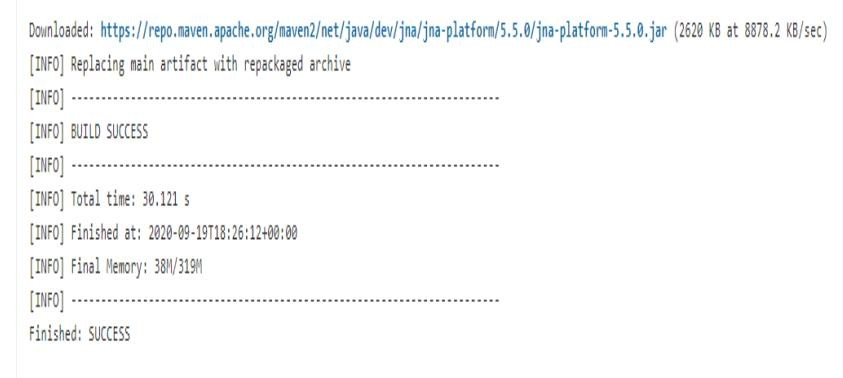 Downloaded: https://repo.maven.apache.org/maven2/net/java/dev/jna/jna-platform/5.5.0/jna-platform-5.5.0.jar (2620 KB at 8878.2 KB/sec)
[INFO] Replacing main artifact with repackaged archive
[INFO] ------------------------------------------------------------------------
[INFO] BUILD SUCCESS
[INFO] ------------------------------------------------------------------------
[INFO] Total time: 30.121 s
[INFO] Finished at: 2020-09-19T18:26:12+00:00
[INFO] Final Memory: 38M/319M
[INFO] ------------------------------------------------------------------------
Finished: SUCCESS